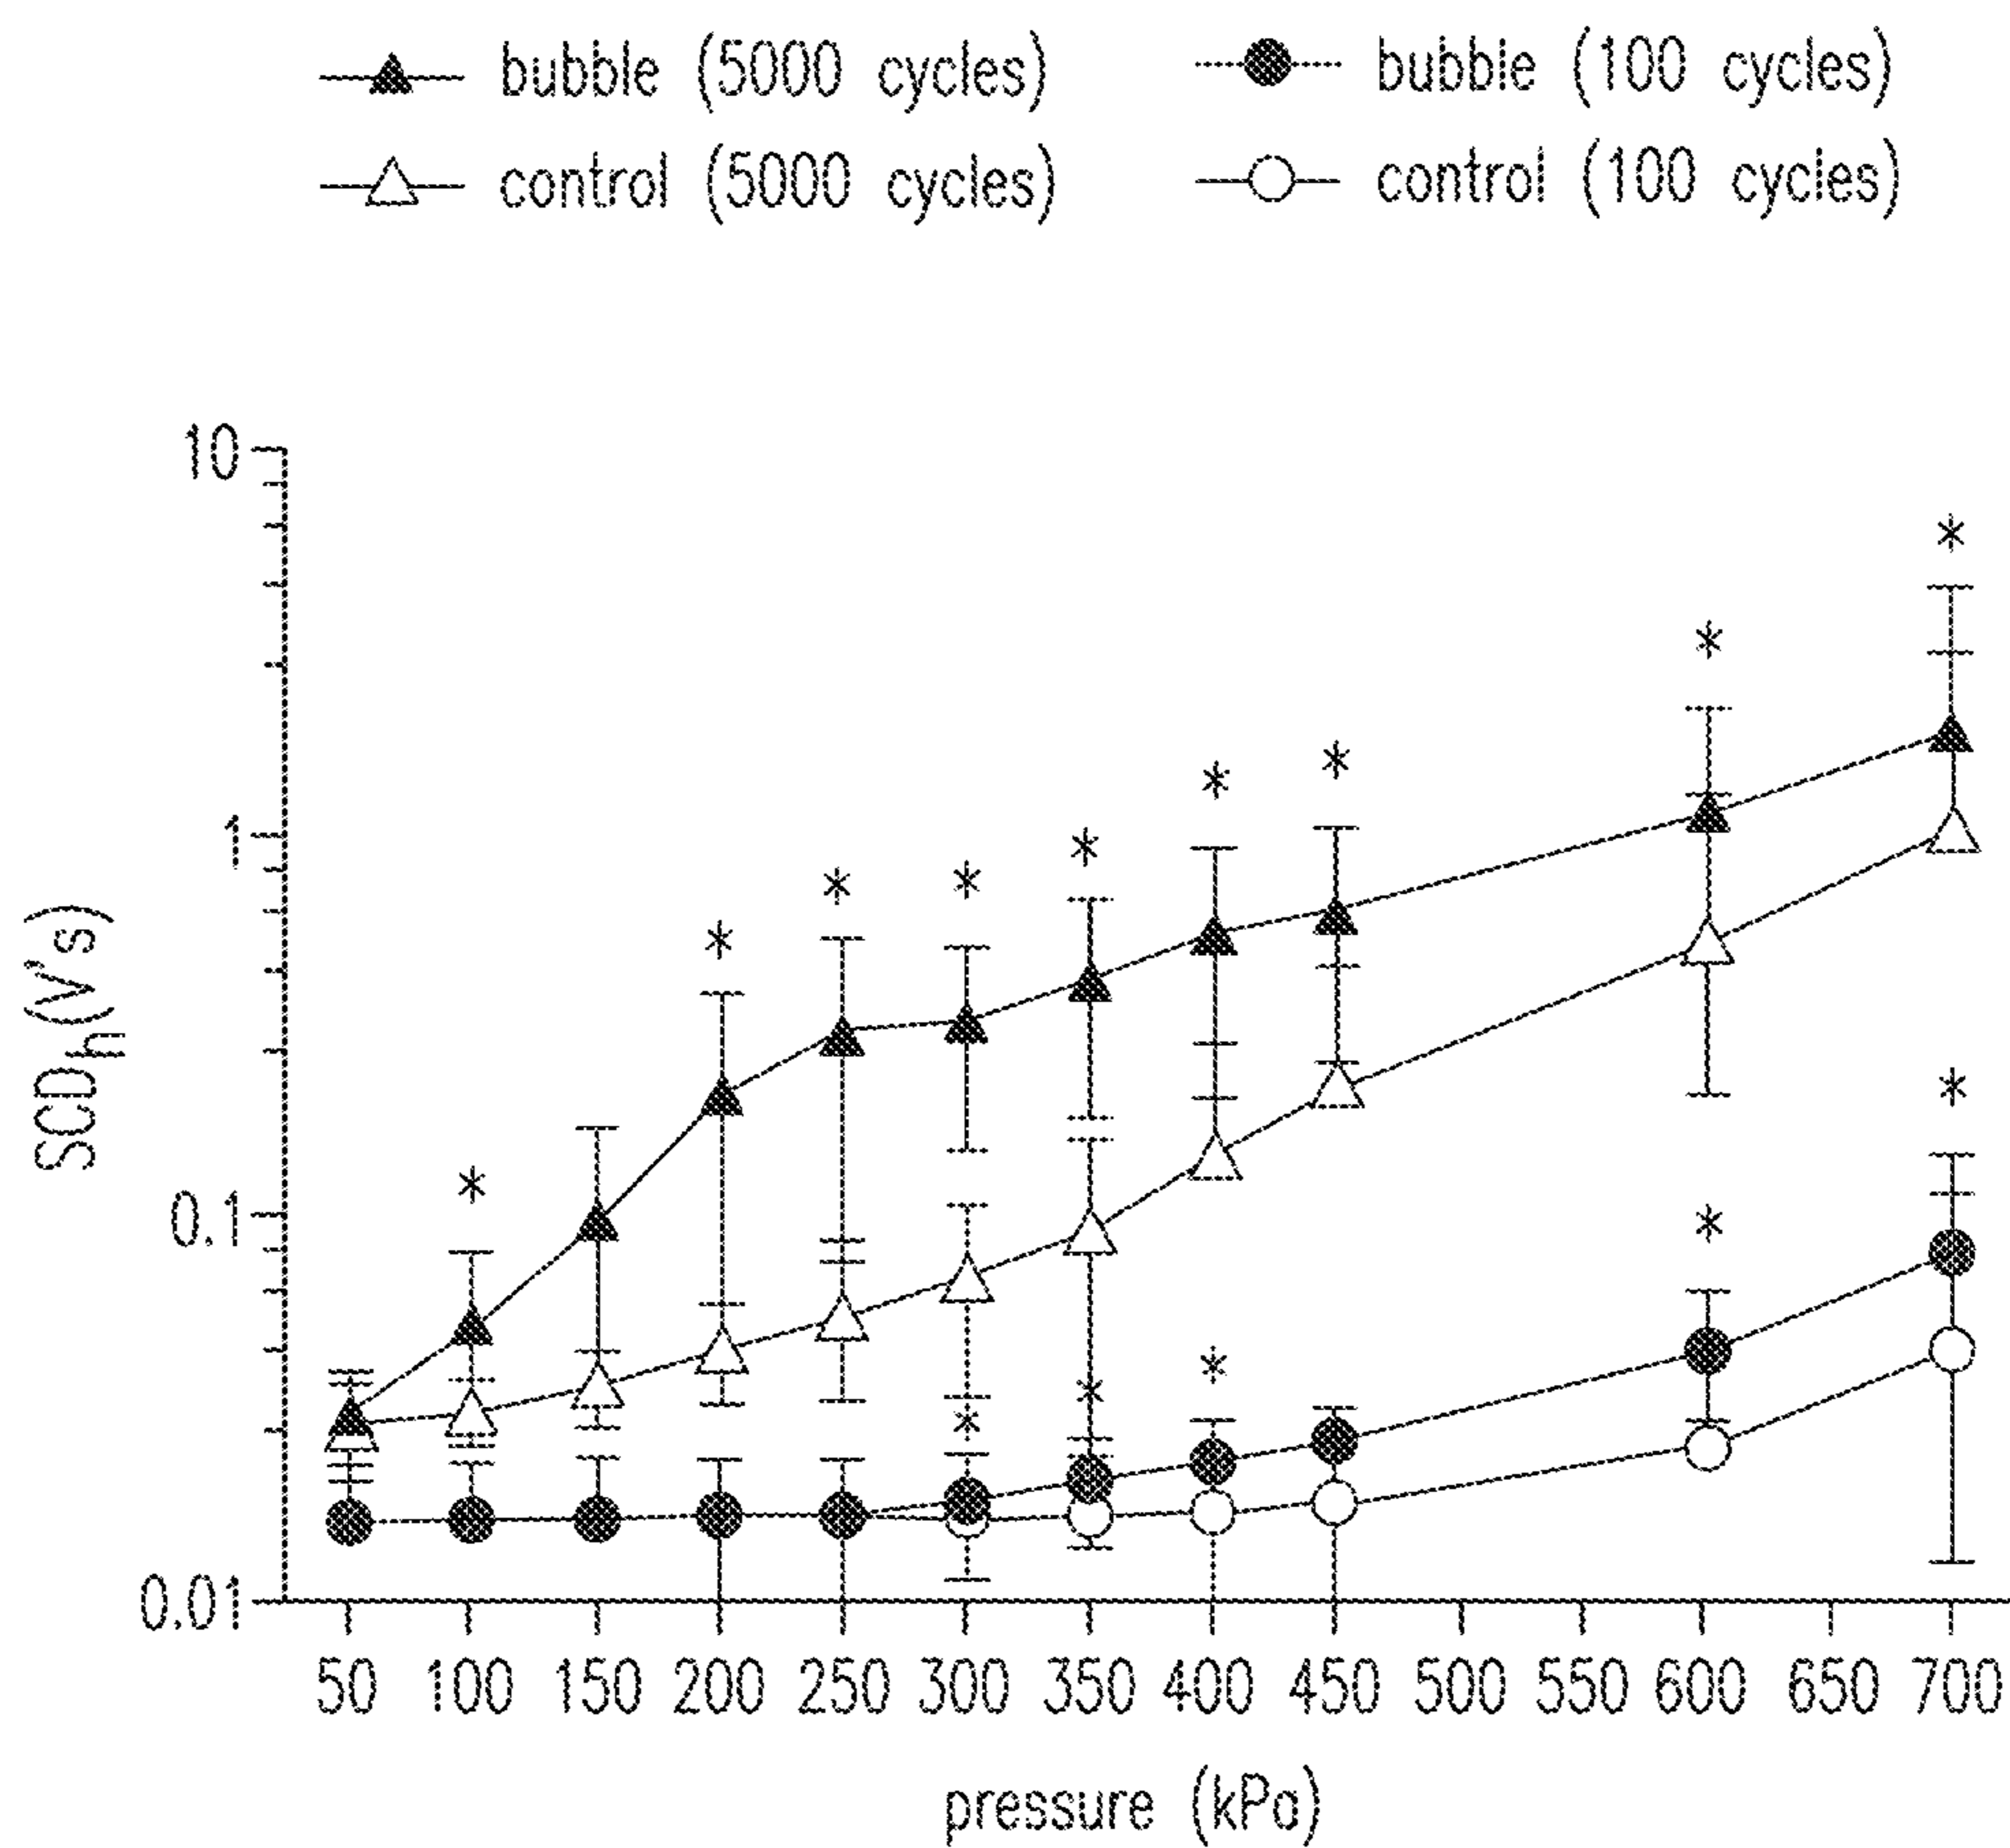 bubble (5000 cycles)
bubble (100 cycles)
control (5000 cycles)
control (100 cycles)
10
1
0.1
0.01
SCDh(V's)
* * * * * * * * *
* * * * *
50 100 150 200 250 300 350 400 450 500 550 600 650 700
pressure (kPa)